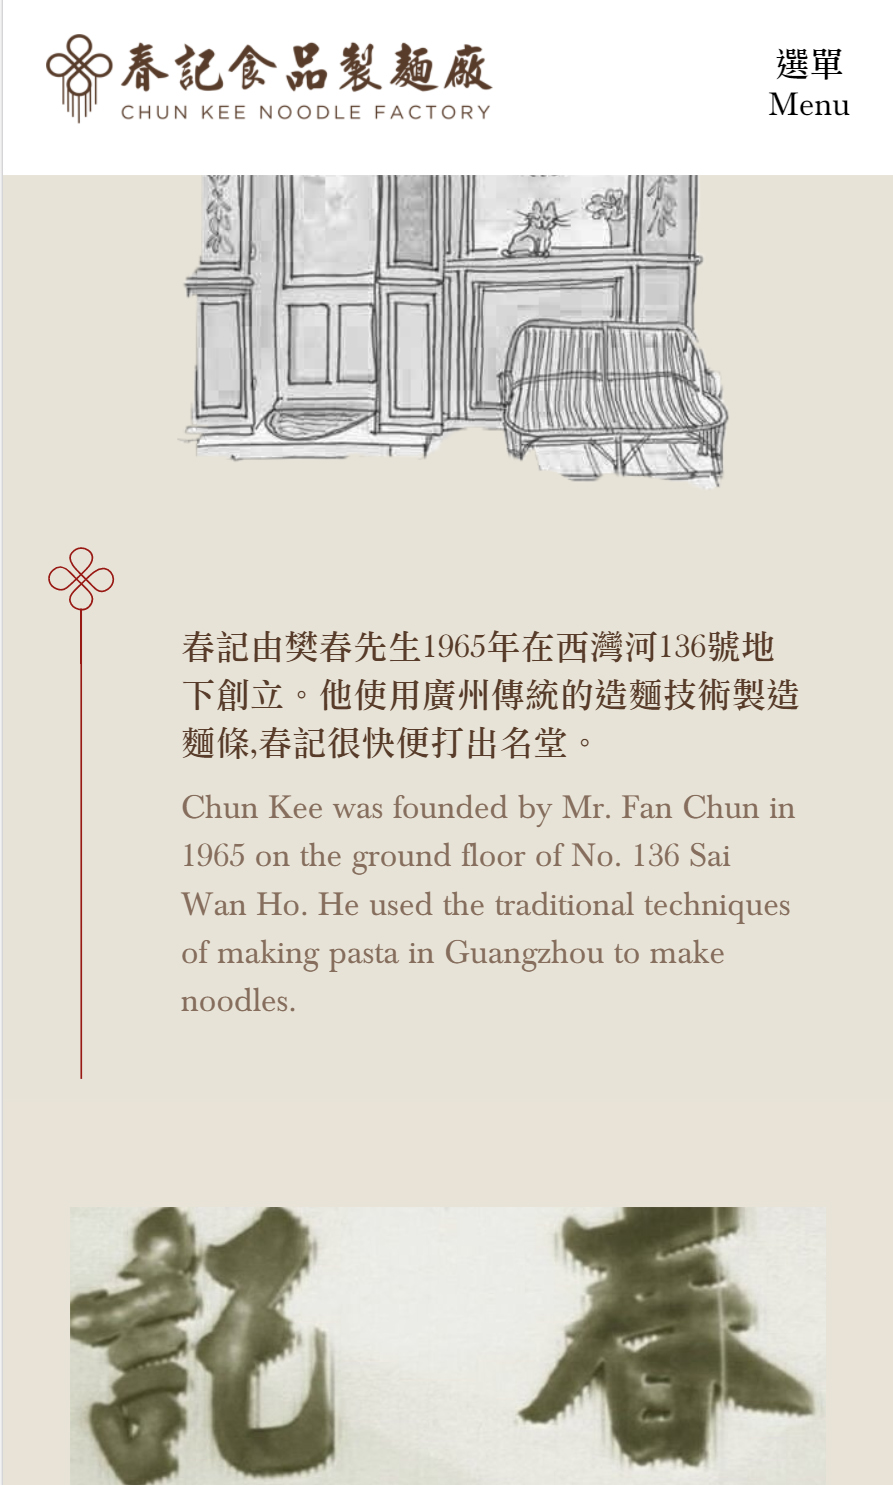 春記食品製麵廠
CHUN KEE NOODLE FACTORY
選單
Menu
春記由樊春先生1965年在西灣河136號地
下創立。他使用廣州傳統的造麵技術製造
麵條,春記很快便打出名堂。
Chun Kee was founded by Mr. Fan Chun in
1965 on the ground floor of No. 136 Sai
Wan Ho. He used the traditional techniques
of making pasta in Guangzhou to make
noodles.
記 春